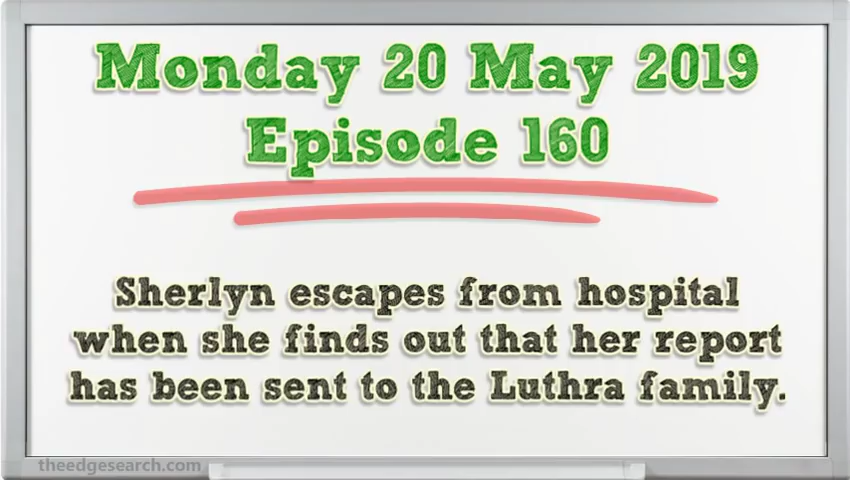 Monday 20 May 2019
Episode 160
Sherlyn escapes from hospital
when she finds out that her report
has been sent to the Luthra family.
theedgesearch.com